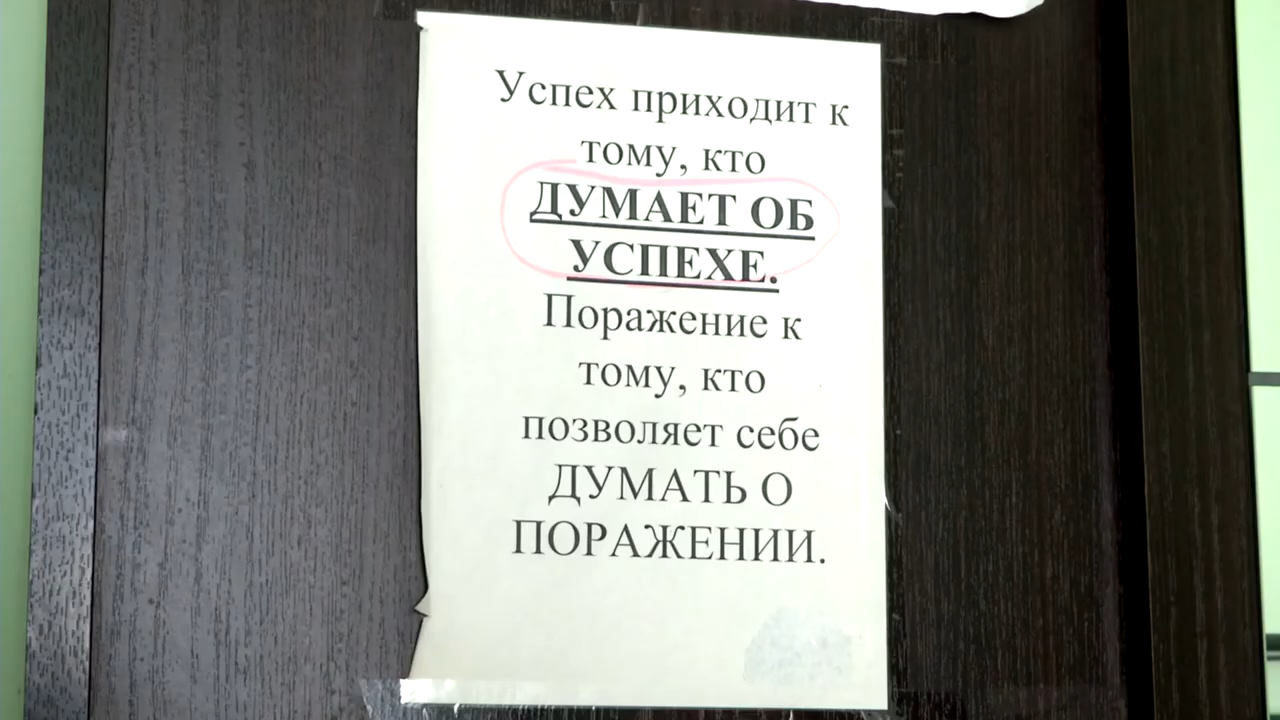 Успех приходит к
тому, кто
ДУМАЕТ ОБ
УСПЕХЕ.
Поражение к
тому, кто
позволяет себе
ДУМАТЬ О
ПОРАЖЕНИИ.